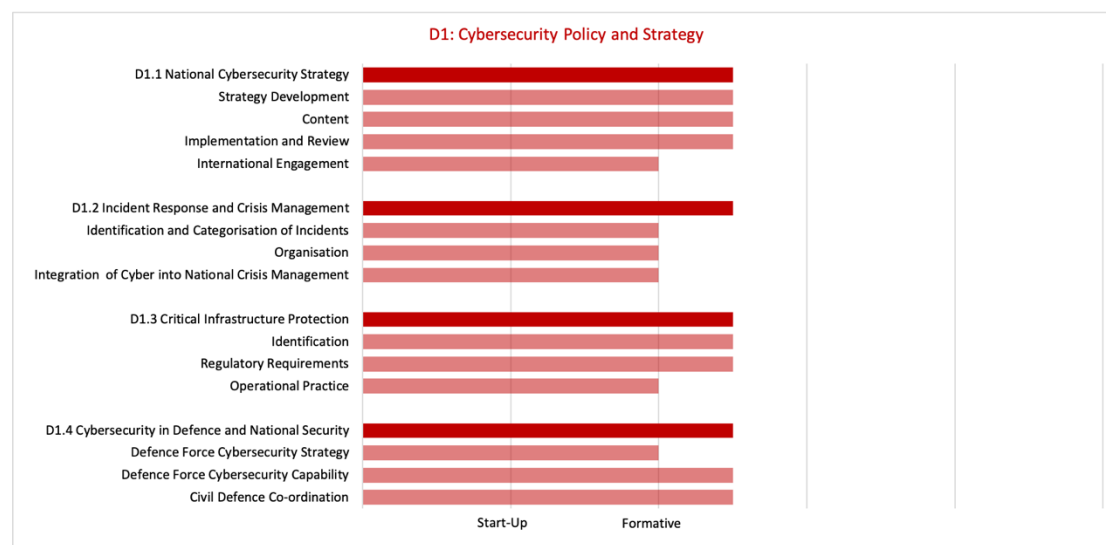 D1: Cybersecurity Policy and Strategy
D1.1 National Cybersecurity Strategy
Strategy Development
Content
Implementation and Review
International Engagement
D1.2 Incident Response and Crisis Management
Identification and Categorisation of Incidents
Organisation
Integration of Cyber into National Crisis Management
D1.3 Critical Infrastructure Protection
Identification
Regulatory Requirements
Operational Practice
D1.4 Cybersecurity in Defence and National Security
Defence Force Cybersecurity Strategy
Defence Force Cybersecurity Capability
Civil Defence Co-ordination
Start-Up Formative